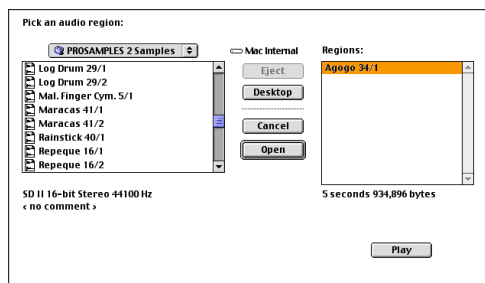 Pick an audio region:
PROSAMPLES 2 Samples
Mac Internal
Regions:
Log Drum 29/1
Log Drum 29/2
Mal. Finger Cym. 5/1
Maracas 41/1
Maracas 41/2
Rainstick 40/1
Repeque 16/1
Repeque 16/2
Eject
Desktop
Cancel
Open
Agogo 34/1
SD II 16-bit Stereo 44100 Hz
< no comment >
5 seconds 934,896 bytes
Play